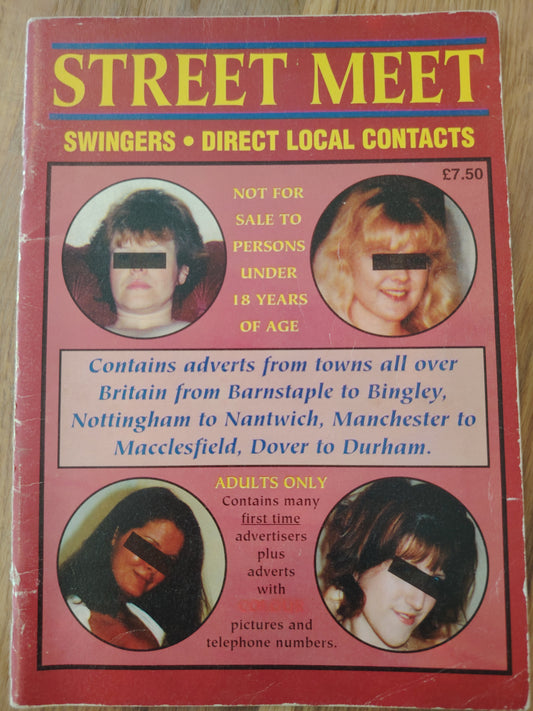 STREET MEET
SWINGERS • DIRECT LOCAL CONTACTS
£7.50
NOT FOR
SALE TO
PERSONS
UNDER
18 YEARS
OF AGE
Contains adverts from towns all over
Britain from Barnstaple to Bingley,
Nottingham to Nantwich, Manchester to
Macclesfield, Dover to Durham.
ADULTS ONLY
Contains many
first time
advertisers
plus
adverts
with
COLOUR
pictures and
telephone numbers.